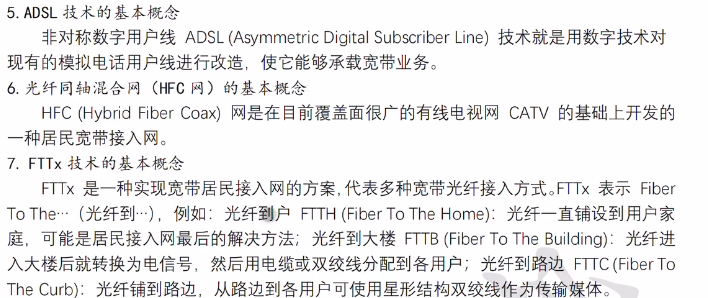 5.ADSL 技术的基本概念
非对称数字用户线 ADSL (Asymmetric Digital Subscriber Line) 技术就是用数字技术对
现有的模拟电话用户线进行改造，使它能够承载宽带业务。
6.光纤同轴混合网（HFC 网）的基本概念
HFC (Hybrid Fiber Coax) 网是在目前覆盖面很广的有线电视网 CATV 的基础上开发的
一种居民宽带接入网。
7. FTTx 技术的基本概念
FTTx 是一种实现宽带居民接入网的方案,代表多种宽带光纤接入方式。FTTx 表示 Fiber
To The…（光纤到…），例如：光纤到户 FTTH (Fiber To The Home)：光纤一直铺设到用户家
庭，可能是居民接入网最后的解决方法；光纤到大楼 FTTB (Fiber To The Building)：光纤进
入大楼后就转换为电信号，然后用电缆或双绞线分配到各用户；光纤到路边 FTTC (Fiber To
The Curb)：光纤铺到路边，从路边到各用户可使用星形结构双绞线作为传输媒体。